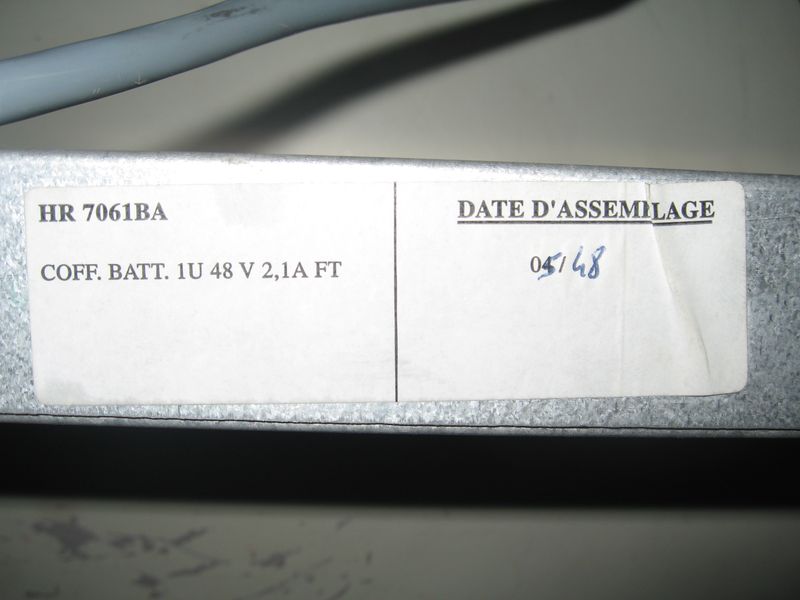 HR 7061BA
COFF. BATT. 1U 48 V 2,1A FT
DATE D'ASSEMBLAGE
05/48